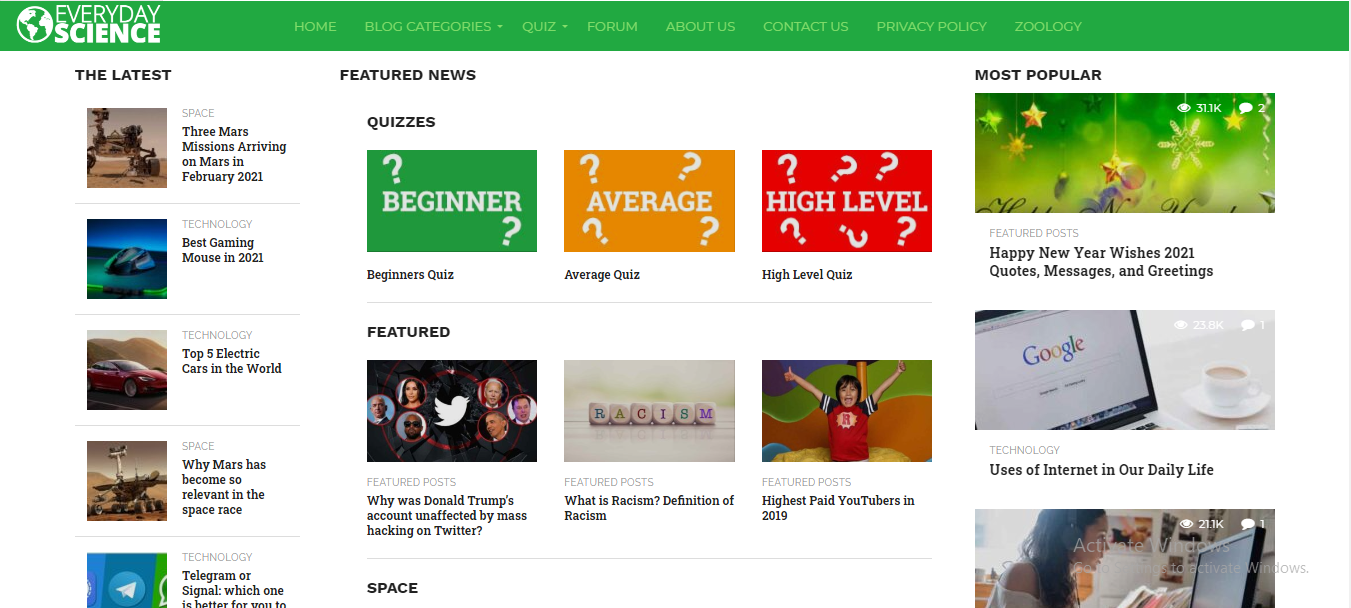 EVERYDAY
SCIENCE
HOME
BLOG CATEGORIES
QUIZ
FORUM
ABOUT US
CONTACT US
PRIVACY POLICY
ZOOLOGY
THE LATEST
SPACE
Three Mars
Missions Arriving
on Mars in
February 2021
TECHNOLOGY
Best Gaming
Mouse in 2021
TECHNOLOGY
Top 5 Electric
Cars in the World
SPACE
Why Mars has
become so
relevant in the
space race
TECHNOLOGY
Telegram or
Signal: which one
is better for you to
FEATURED NEWS
QUIZZES
? BEGINNER ?
? ? AVERAGE ? ?
? ? ? HIGH LEVEL ? ? ?
Beginners Quiz
Average Quiz
High Level Quiz
FEATURED
RACISM
R
FEATURED POSTS
Why was Donald Trump's
account unaffected by mass
hacking on Twitter?
FEATURED POSTS
What is Racism? Definition of
Racism
FEATURED POSTS
Highest Paid YouTubers in
2019
SPACE
MOST POPULAR
31.1K 2
FEATURED POSTS
Happy New Year Wishes 2021
Quotes, Messages, and Greetings
23.8K 1
Google
TECHNOLOGY
Uses of Internet in Our Daily Life
21.1K 1
Activate Windows
Go to Settings to activate Windows.